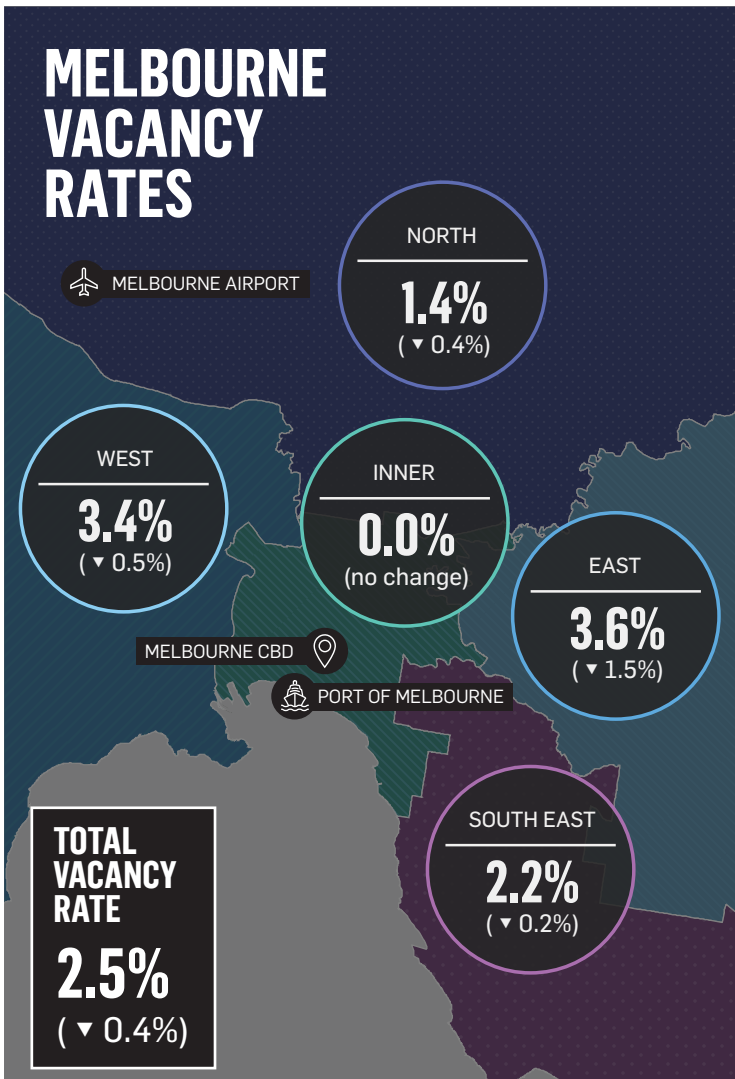 MELBOURNE
VACANCY
RATES
NORTH
1.4%
(▼ 0.4%)
MELBOURNE AIRPORT
WEST
3.4%
(▼ 0.5%)
INNER
0.0%
(no change)
EAST
3.6%
(▼ 1.5%)
MELBOURNE CBD
PORT OF MELBOURNE
SOUTH EAST
2.2%
(▼ 0.2%)
TOTAL
VACANCY
RATE
2.5%
(▼ 0.4%)